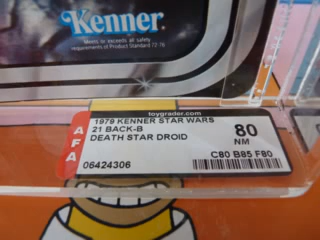 Kenner
Meets or exceeds all safety
requirements of Product Standard 72-76
toygrader.com
AFA
1979 KENNER STAR WARS
21 BACK-B
DEATH STAR DROID
80
NM
C80 B85 F80
06424306